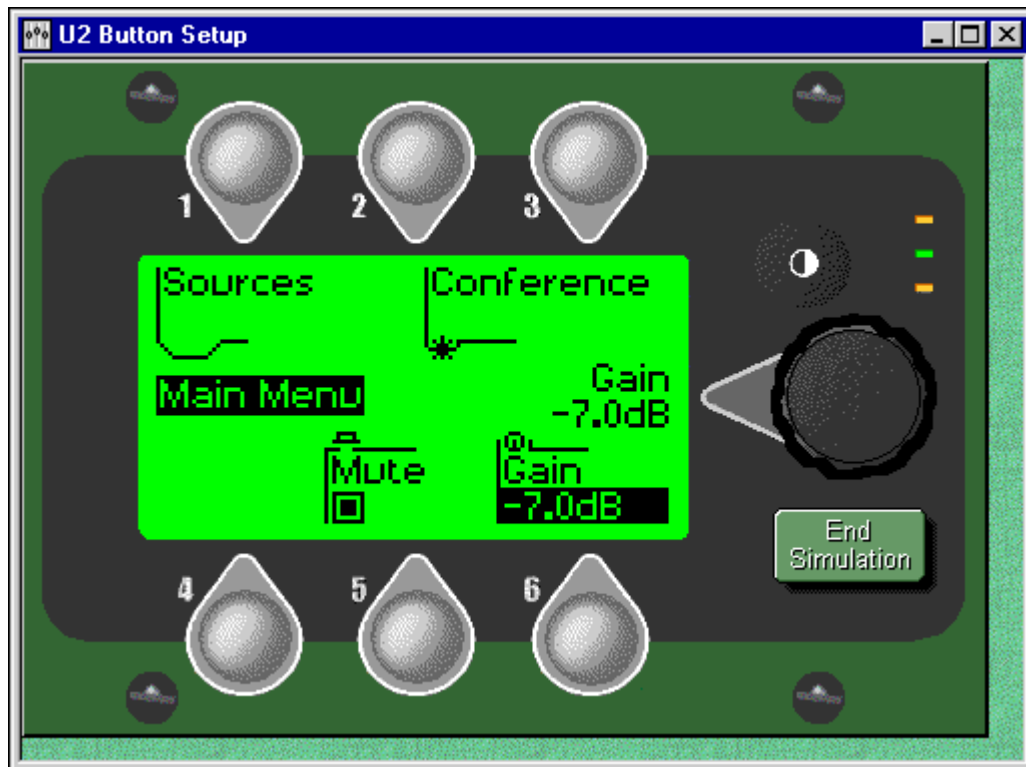 U2 Button Setup
1
2
3
Sources
Conference
Main Menu
Gain
-7.0dB
Mute
Gain
-7.0dB
End
Simulation
4
5
6